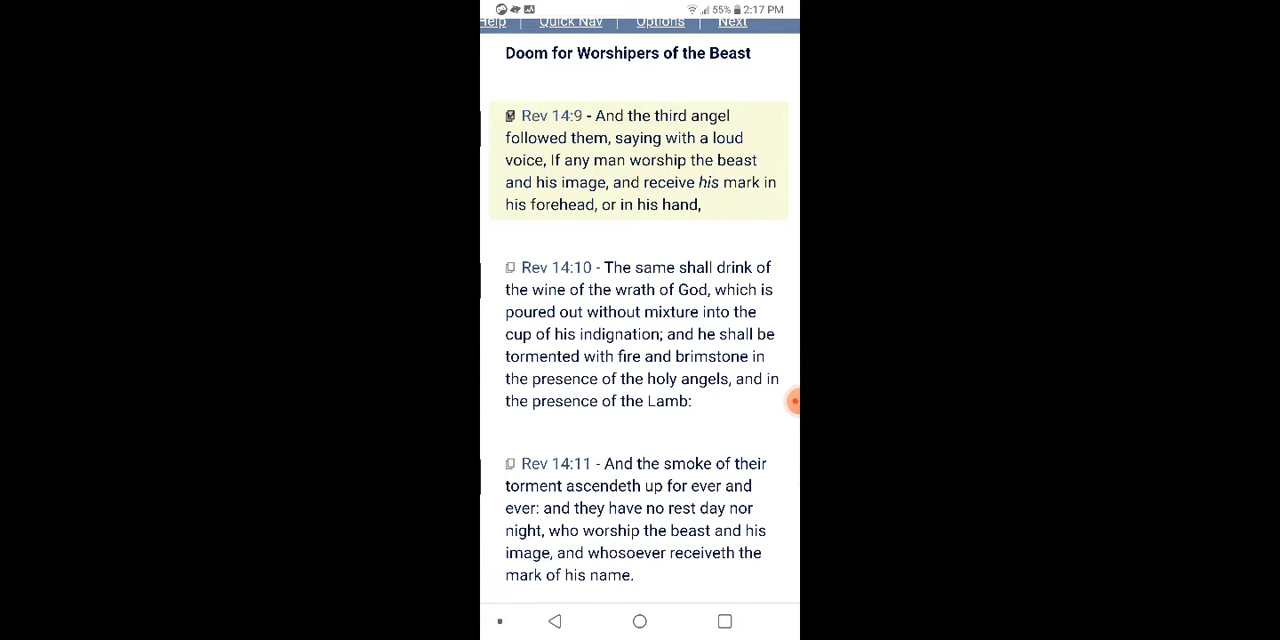 55% 2:17 PM
Help | Quick Nav | Options | Next
Doom for Worshipers of the Beast
Rev 14:9 - And the third angel
followed them, saying with a loud
voice, If any man worship the beast
and his image, and receive his mark in
his forehead, or in his hand,
Rev 14:10 - The same shall drink of
the wine of the wrath of God, which is
poured out without mixture into the
cup of his indignation; and he shall be
tormented with fire and brimstone in
the presence of the holy angels, and in
the presence of the Lamb:
Rev 14:11 - And the smoke of their
torment ascendeth up for ever and
ever: and they have no rest day nor
night, who worship the beast and his
image, and whosoever receiveth the
mark of his name.